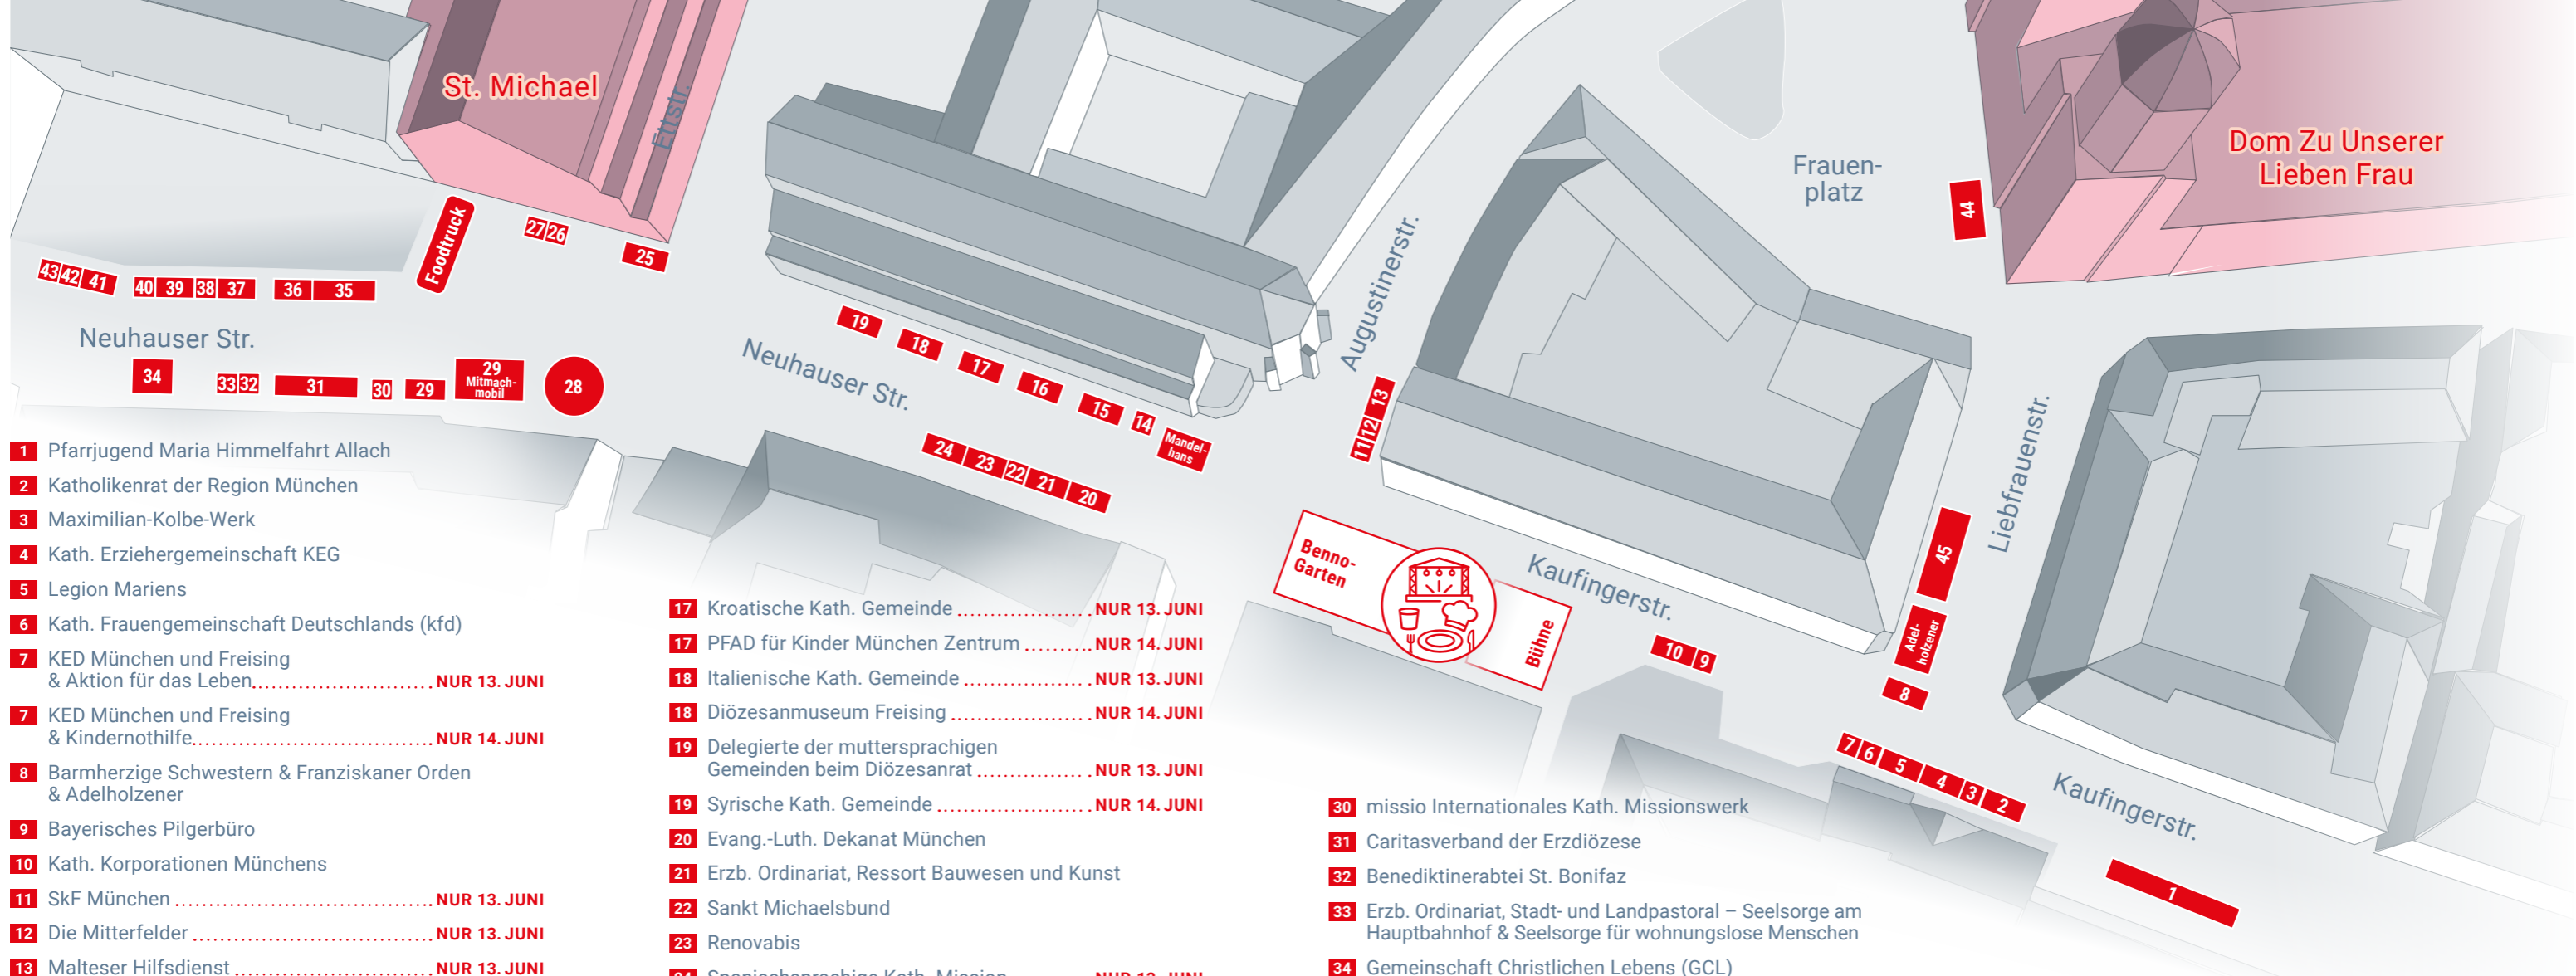 St. Michael
Ettstr.
Dom Zu Unserer
Lieben Frau
Frauen-
platz
44
Foodtruck
27 26
25
43 42 41
40 39 38 37
36 35
Neuhauser Str.
34
33 32
31
30
29
29
Mitmach-
mobil
28
Neuhauser Str.
19
18
17
16
15
14
Mandel-
hans
24 23 22 21 20
Augustinerstr.
11 12 13
Benno-
Garten
Bühne
Kaufingerstr.
10 9
Liebfrauenstr.
45
Adel-
holzener
8
7 6 5 4 3 2
Kaufingerstr.
1
1 Pfarrjugend Maria Himmelfahrt Allach
2 Katholikenrat der Region München
3 Maximilian-Kolbe-Werk
4 Kath. Erziehergemeinschaft KEG
5 Legion Mariens
6 Kath. Frauengemeinschaft Deutschlands (kfd)
7 KED München und Freising
& Aktion für das Leben NUR 13. JUNI
7 KED München und Freising
& Kindernothilfe NUR 14. JUNI
8 Barmherzige Schwestern & Franziskaner Orden
& Adelholzener
9 Bayerisches Pilgerbüro
10 Kath. Korporationen Münchens
11 SkF München NUR 13. JUNI
12 Die Mitterfelder NUR 13. JUNI
13 Malteser Hilfsdienst NUR 13. JUNI
17 Kroatische Kath. Gemeinde NUR 13. JUNI
17 PFAD für Kinder München Zentrum NUR 14. JUNI
18 Italienische Kath. Gemeinde NUR 13. JUNI
18 Diözesanmuseum Freising NUR 14. JUNI
19 Delegierte der muttersprachigen
Gemeinden beim Diözesanrat NUR 13. JUNI
19 Syrische Kath. Gemeinde NUR 14. JUNI
20 Evang.-Luth. Dekanat München
21 Erzb. Ordinariat, Ressort Bauwesen und Kunst
22 Sankt Michaelsbund
23 Renovabis
24 Spanischsprachige Kath. Mission NUR 13. JUNI
30 missio Internationales Kath. Missionswerk
31 Caritasverband der Erzdiözese
32 Benediktinerabtei St. Bonifaz
33 Erzb. Ordinariat, Stadt- und Landpastoral – Seelsorge am
Hauptbahnhof & Seelsorge für wohnungslose Menschen
34 Gemeinschaft Christlichen Lebens (GCL)